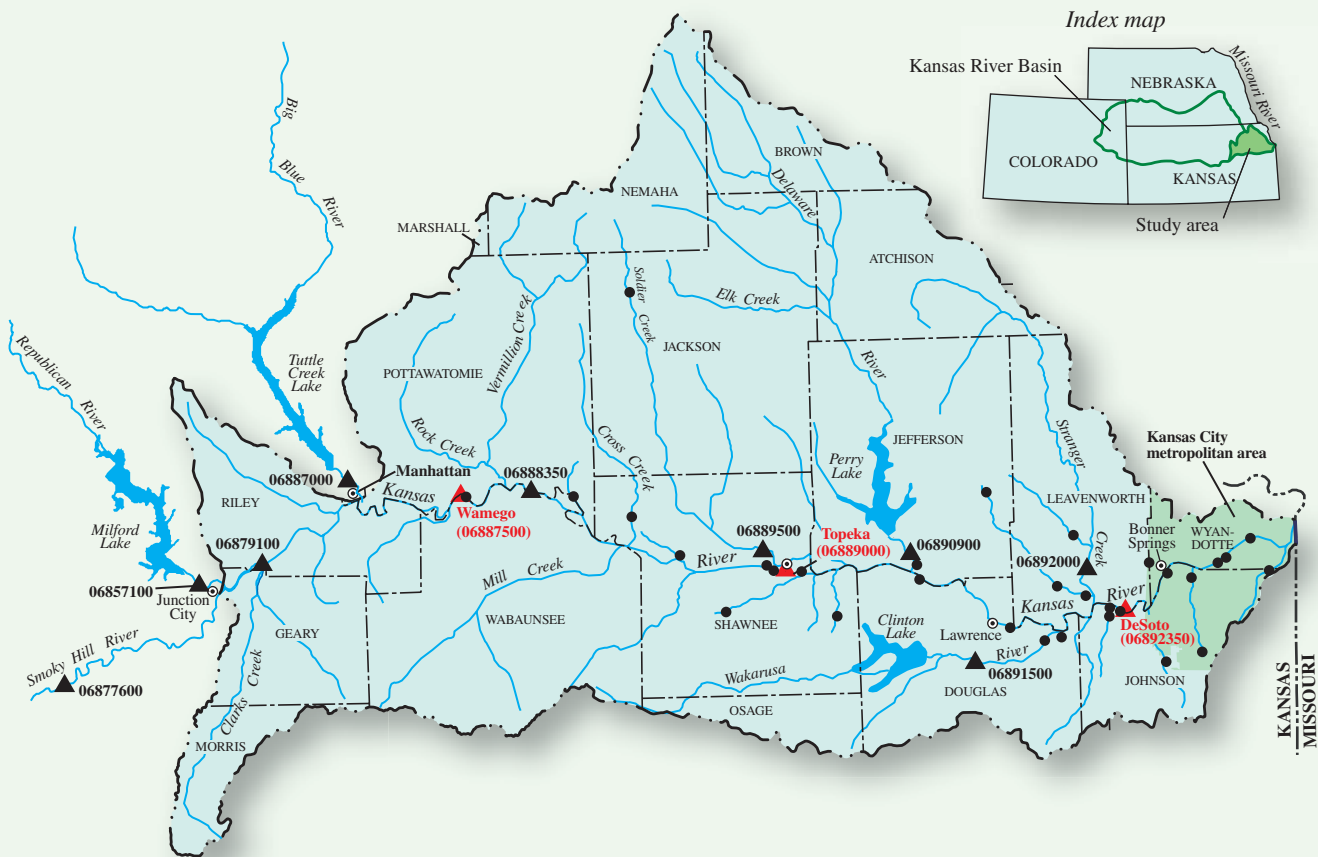 Index map
Kansas River Basin
NEBRASKA
Missouri River
COLORADO
KANSAS
Study area
Big
Blue
River
BROWN
Delaware
NEMAHA
MARSHALL
ATCHISON
Soldier
Creek
Elk Creek
Republican
River
Tuttle
Creek
Lake
POTTAWATOMIE
Vermillion Creek
JACKSON
River
Rock Creek
Cross Creek
JEFFERSON
Perry
Lake
Stranger
Creek
Kansas City
metropolitan area
06887000
Manhattan
06888350
RILEY
Kansas
Wamego
(06887500)
LEAVENWORTH
Milford
Lake
06879100
06889500
Topeka
(06889000)
06890900
Bonner
Springs
WYAN-
DOTTE
River
06892000
06857100
Junction
City
Mill Creek
River
GEARY
WABAUNSEE
SHAWNEE
Clinton
Lake
Lawrence
Kansas
DeSoto
(06892350)
Smoky Hill River
06877600
Clarks Creek
Wakarusa
River
06891500
DOUGLAS
JOHNSON
OSAGE
MORRIS
KANSAS
MISSOURI